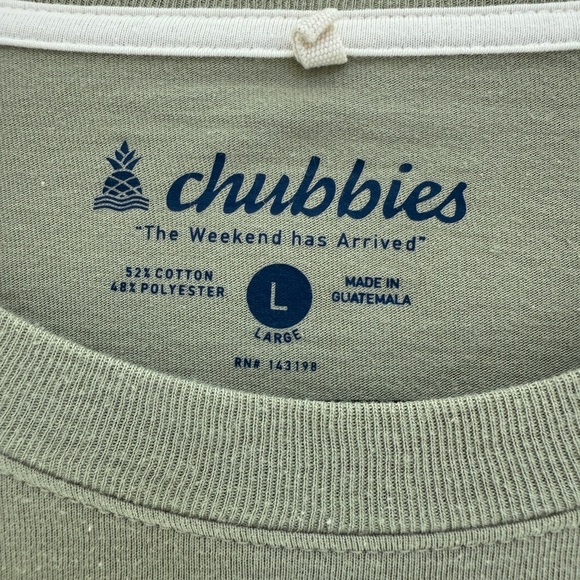 chubbies
"The Weekend has Arrived"
52% COTTON
48% POLYESTER
L
LARGE
MADE IN
GUATEMALA
RN# 143198